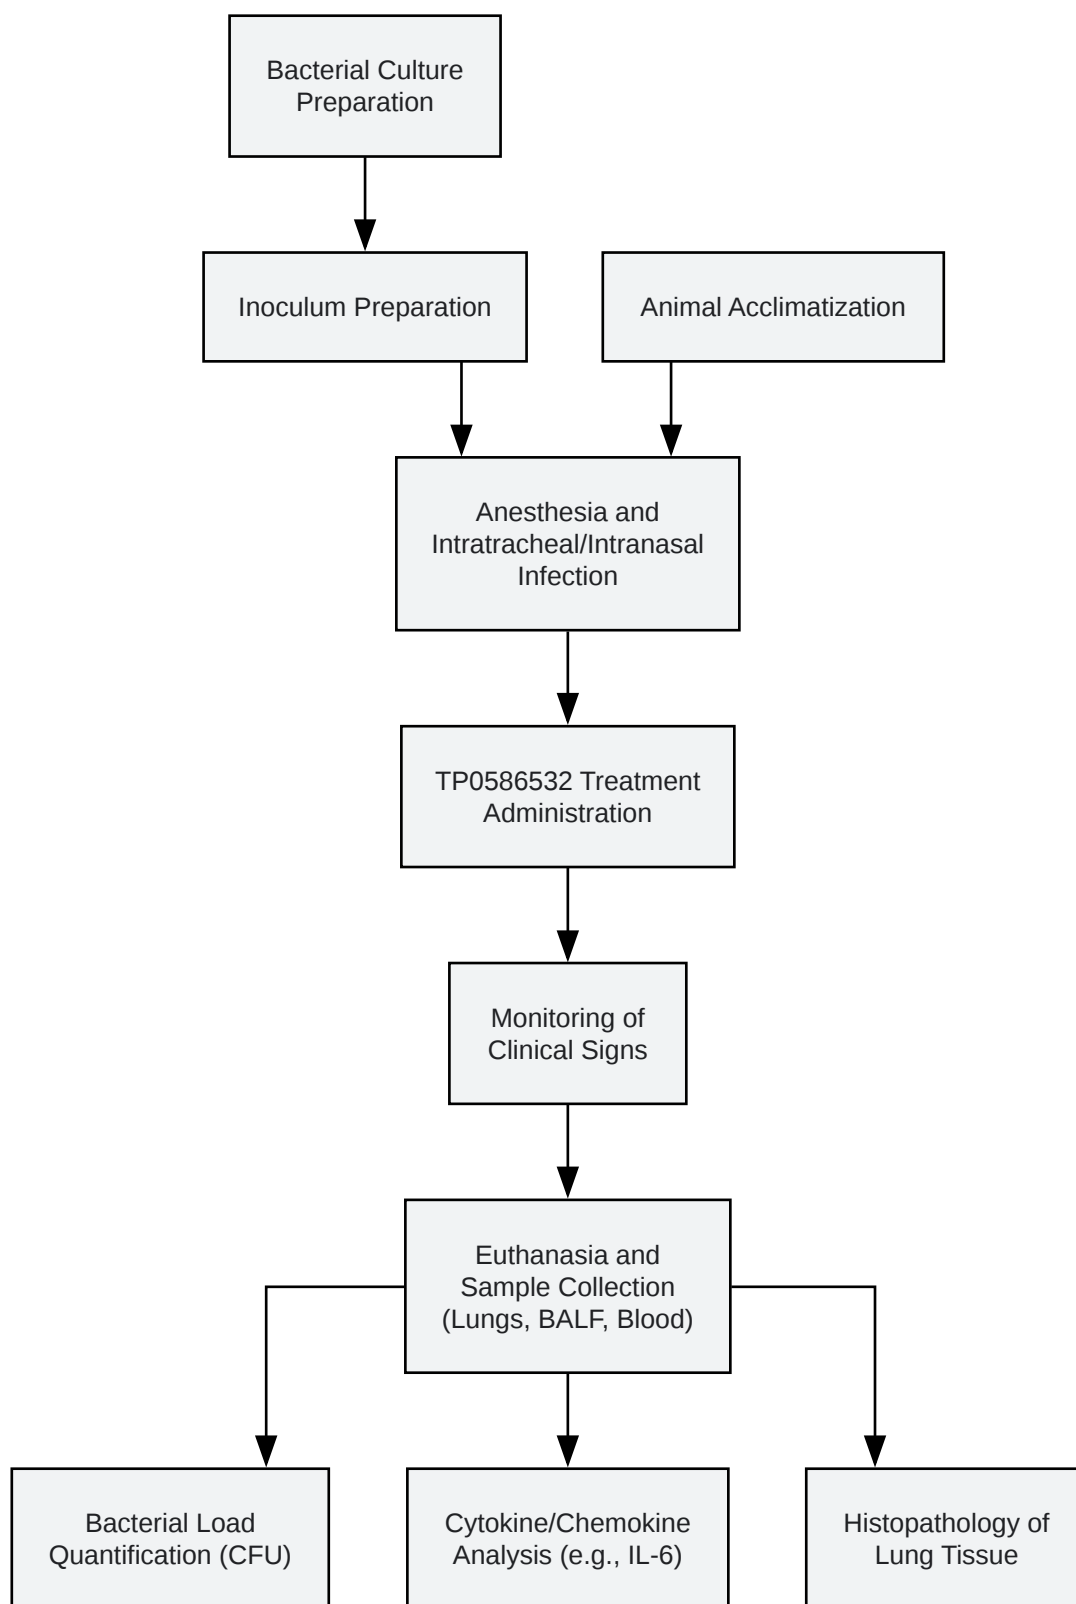 Bacterial Culture
Preparation
Inoculum Preparation
Animal Acclimatization
Anesthesia and
Intratracheal/Intranasal
Infection
TP0586532 Treatment
Administration
Monitoring of
Clinical Signs
Euthanasia and
Sample Collection
(Lungs, BALF, Blood)
Bacterial Load
Quantification (CFU)
Cytokine/Chemokine
Analysis (e.g., IL-6)
Histopathology of
Lung Tissue